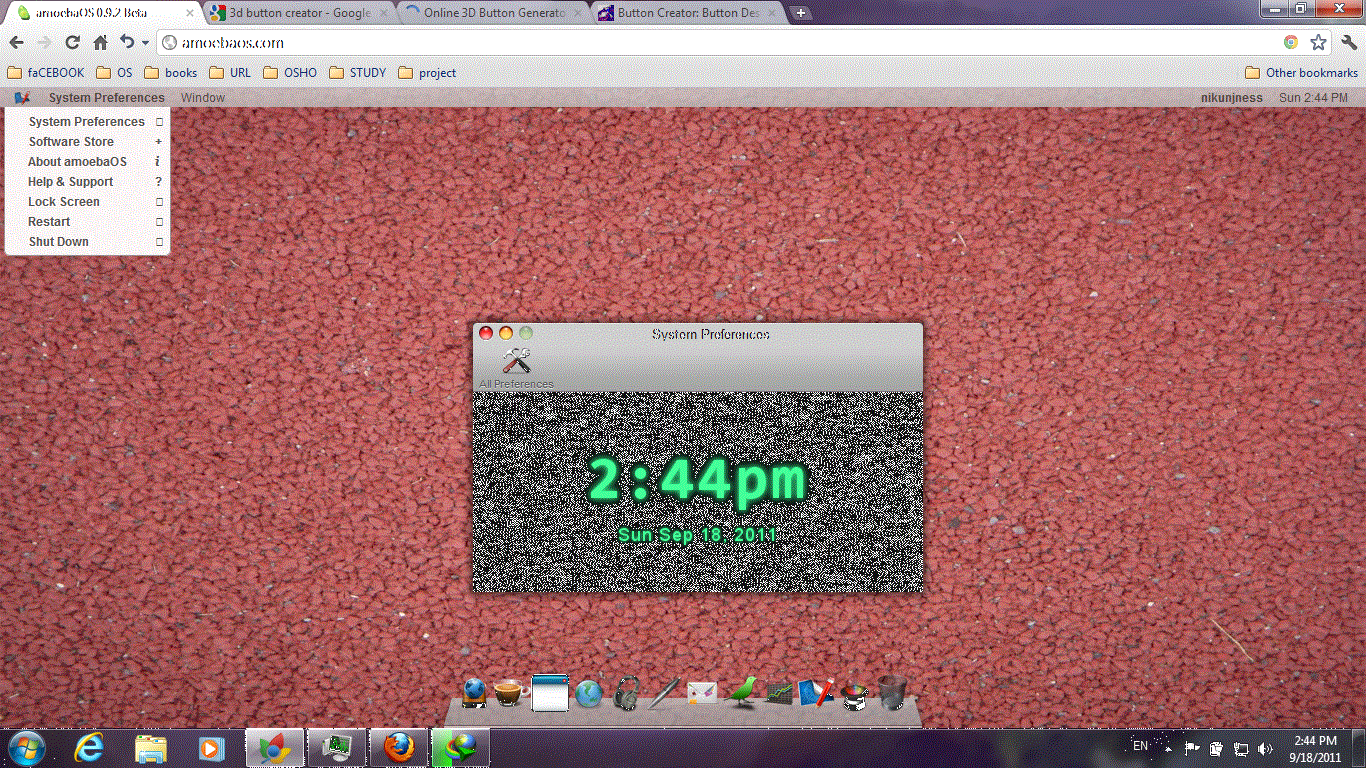 amoebaOS 0.9.2 Beta
3d button creator - Google
Online 3D Button Generato
Button Creator: Button Des
amoebaos.com
faCEBOOK
OS
books
URL
OSHO
STUDY
project
Other bookmarks
System Preferences
Window
nikunjness
Sun 2:44 PM
System Preferences
Software Store +
About amoebaOS i
Help & Support ?
Lock Screen
Restart
Shut Down
System Preferences
All Preferences
2:44pm
Sun Sep 18, 2011
EN
2:44 PM
9/18/2011